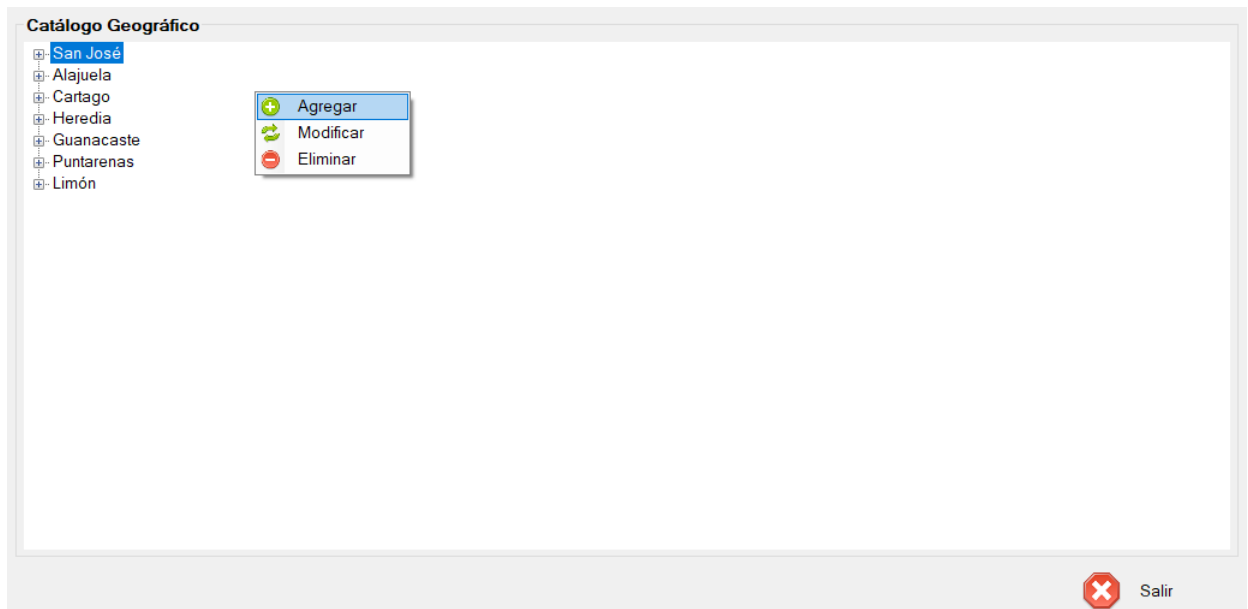 Catálogo Geográfico
San José
Alajuela
Cartago
Heredia
Guanacaste
Puntarenas
Limón
Agregar
Modificar
Eliminar
Salir